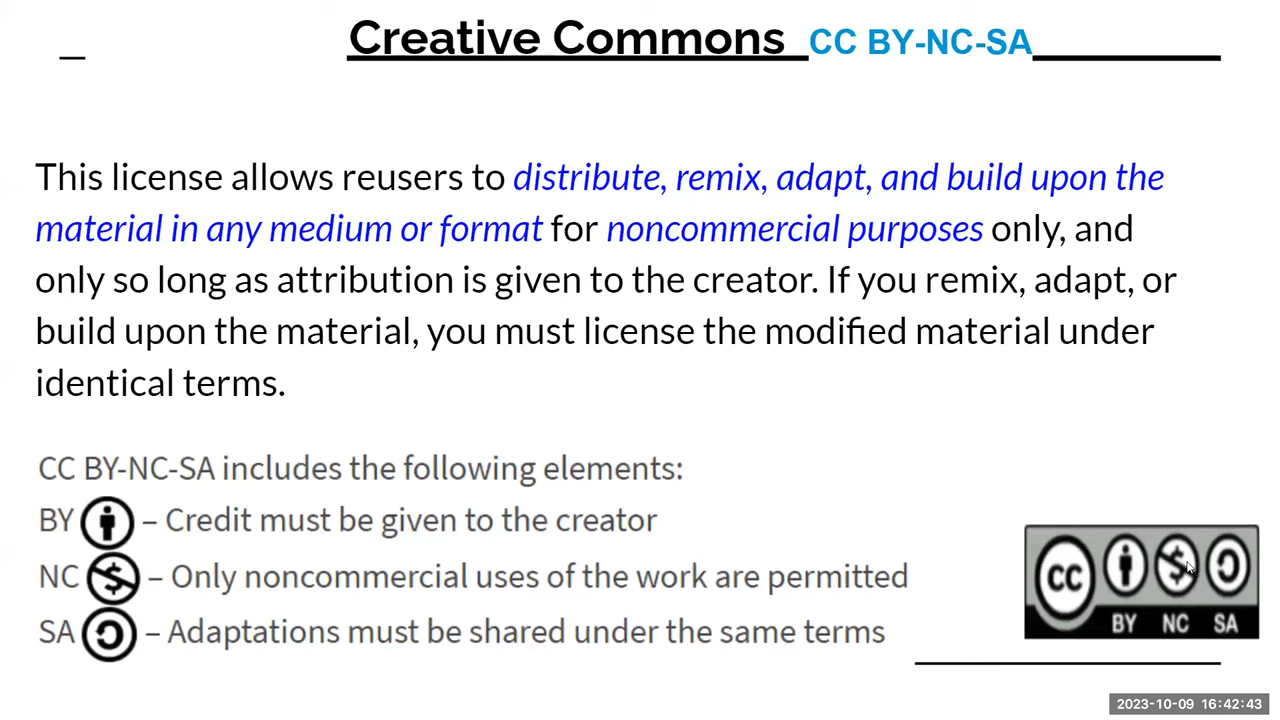 Creative Commons CC BY-NC-SA
This license allows reusers to distribute, remix, adapt, and build upon the
material in any medium or format for noncommercial purposes only, and
only so long as attribution is given to the creator. If you remix, adapt, or
build upon the material, you must license the modified material under
identical terms.
CC BY-NC-SA includes the following elements:
BY – Credit must be given to the creator
NC $ – Only noncommercial uses of the work are permitted
SA – Adaptations must be shared under the same terms
CC $
BY NC SA
2023-10-09 16:42:43